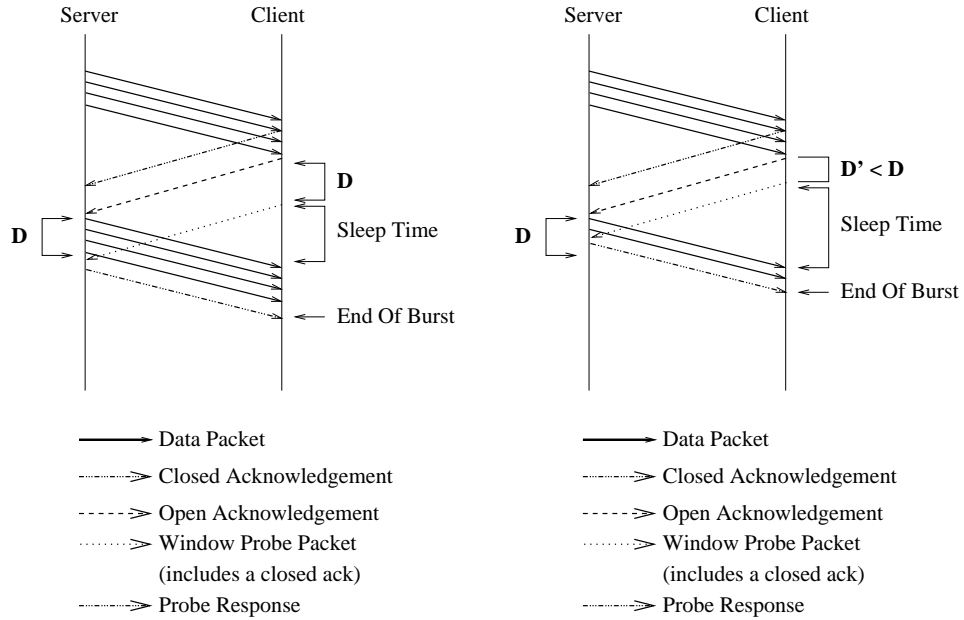 Server
Client
D
D
Sleep Time
End Of Burst
Data Packet
Closed Acknowledgement
Open Acknowledgement
Window Probe Packet
(includes a closed ack)
Probe Response
Server
Client
D' < D
D
Sleep Time
End Of Burst
Data Packet
Closed Acknowledgement
Open Acknowledgement
Window Probe Packet
(includes a closed ack)
Probe Response